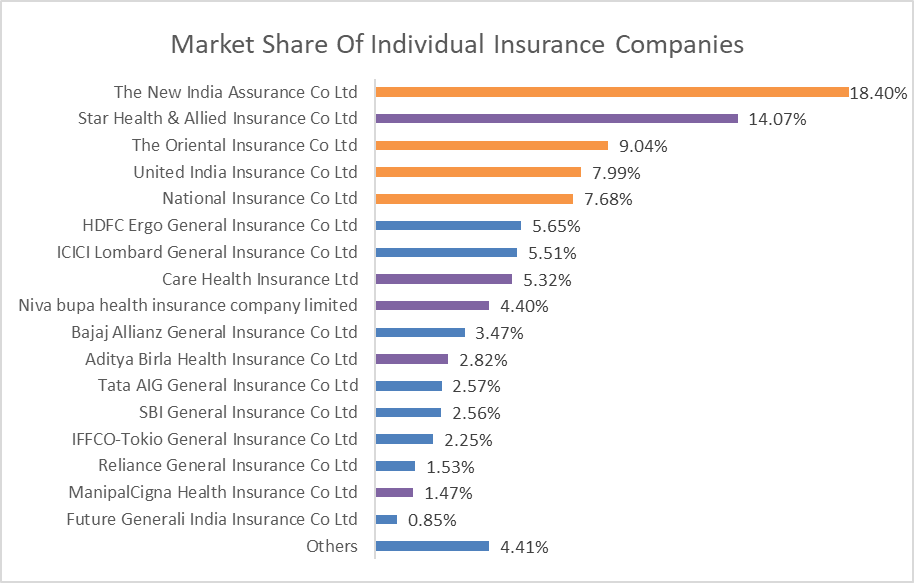 Market Share Of Individual Insurance Companies
The New India Assurance Co Ltd 18.40%
Star Health & Allied Insurance Co Ltd 14.07%
The Oriental Insurance Co Ltd 9.04%
United India Insurance Co Ltd 7.99%
National Insurance Co Ltd 7.68%
HDFC Ergo General Insurance Co Ltd 5.65%
ICICI Lombard General Insurance Co Ltd 5.51%
Care Health Insurance Ltd 5.32%
Niva bupa health insurance company limited 4.40%
Bajaj Allianz General Insurance Co Ltd 3.47%
Aditya Birla Health Insurance Co Ltd 2.82%
Tata AIG General Insurance Co Ltd 2.57%
SBI General Insurance Co Ltd 2.56%
IFFCO-Tokio General Insurance Co Ltd 2.25%
Reliance General Insurance Co Ltd 1.53%
ManipalCigna Health Insurance Co Ltd 1.47%
Future Generali India Insurance Co Ltd 0.85%
Others 4.41%